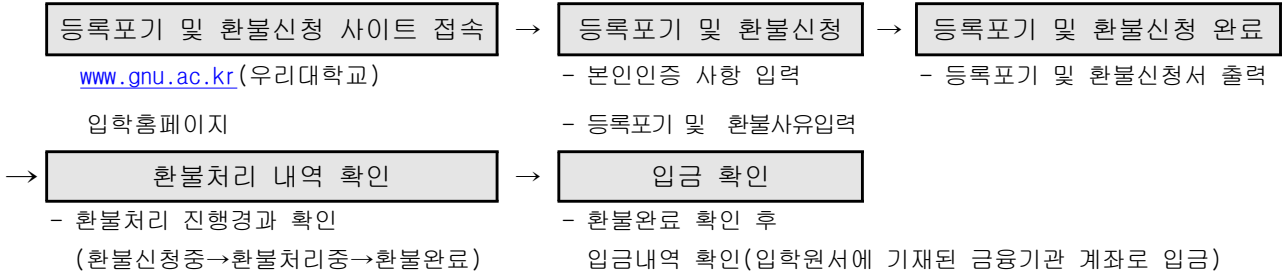 등록포기 및 환불신청 사이트 접속 → 등록포기 및 환불신청 → 등록포기 및 환불신청 완료
www.gnu.ac.kr(우리대학교) - 본인인증 사항 입력 - 등록포기 및 환불신청서 출력
입학홈페이지 - 등록포기 및 환불사유입력
→ 환불처리 내역 확인 → 입금 확인
- 환불처리 진행경과 확인 - 환불완료 확인 후
(환불신청중→환불처리중→환불완료) 입금내역 확인(입학원서에 기재된 금융기관 계좌로 입금)